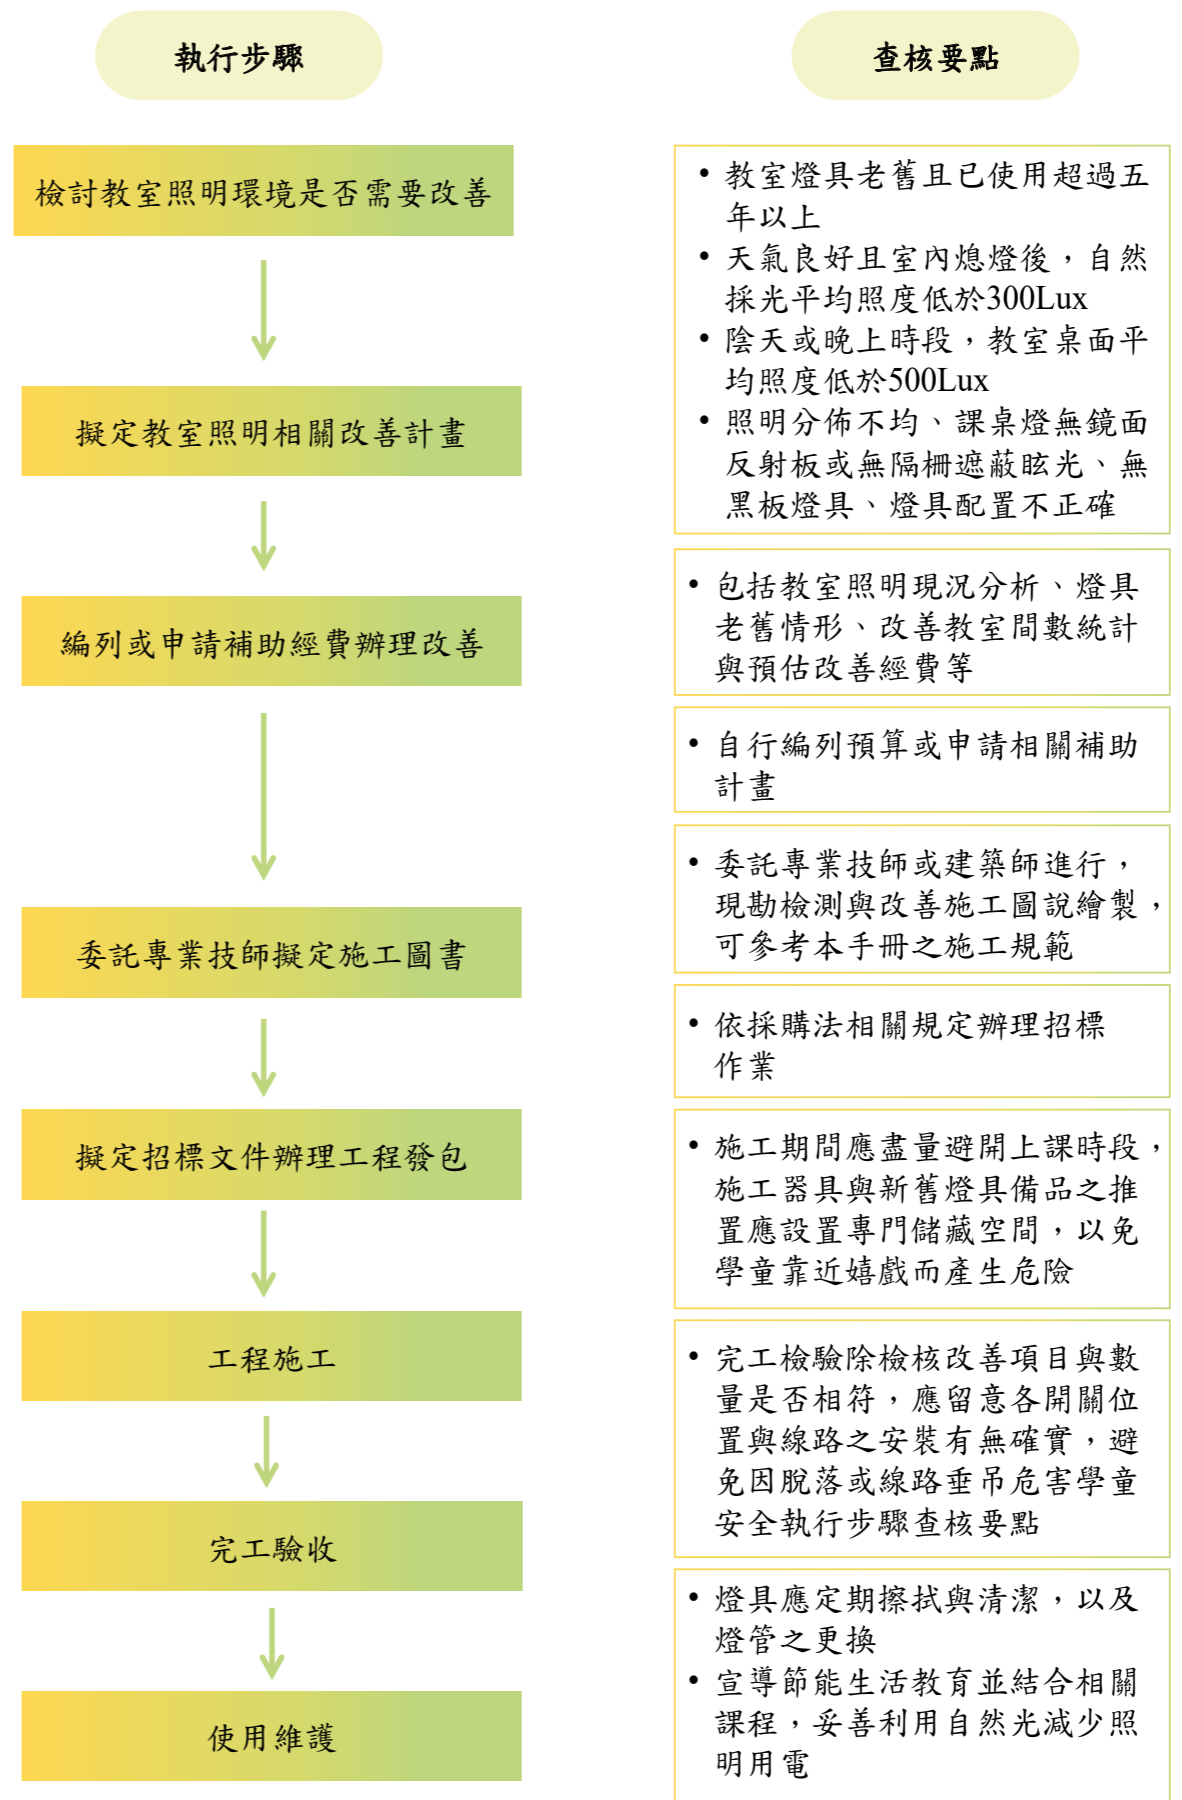 執行步驟
查核要點
檢討教室照明環境是否需要改善
擬定教室照明相關改善計畫
編列或申請補助經費辦理改善
委託專業技師擬定施工圖書
擬定招標文件辦理工程發包
工程施工
完工驗收
使用維護
• 教室燈具老舊且已使用超過五
年以上
• 天氣良好且室內熄燈後，自然
採光平均照度低於300Lux
• 陰天或晚上時段，教室桌面平
均照度低於500Lux
• 照明分佈不均、課桌燈無鏡面
反射板或無隔柵遮蔽眩光、無
黑板燈具、燈具配置不正確
• 包括教室照明現況分析、燈具
老舊情形、改善教室間數統計
與預估改善經費等
• 自行編列預算或申請相關補助
計畫
• 委託專業技師或建築師進行，
現勘檢測與改善施工圖說繪製，
可參考本手冊之施工規範
• 依採購法相關規定辦理招標
作業
• 施工期間應盡量避開上課時段，
施工器具與新舊燈具備品之推
置應設置專門儲藏空間，以免
學童靠近嬉戲而產生危險
• 完工檢驗除檢核改善項目與數
量是否相符，應留意各開關位
置與線路之安裝有無確實，避
免因脫落或線路垂吊危害學童
安全執行步驟查核要點
• 燈具應定期擦拭與清潔，以及
燈管之更換
• 宣導節能生活教育並結合相關
課程，妥善利用自然光減少照
明用電